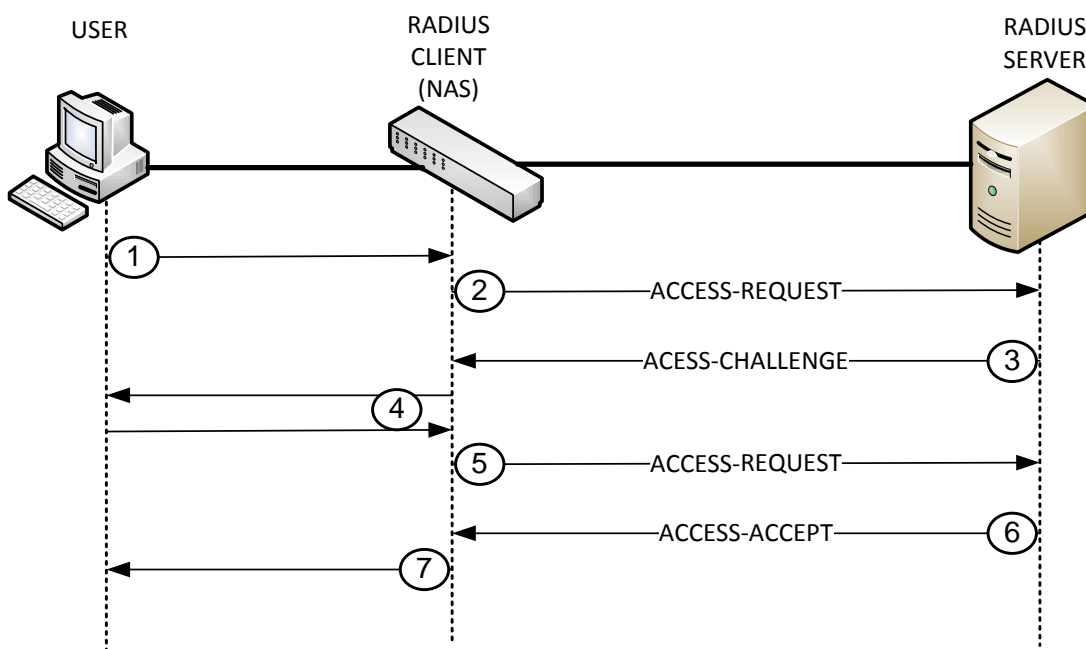 USER
RADIUS
CLIENT
(NAS)
RADIUS
SERVER
1
2 ACCESS-REQUEST
ACESS-CHALLENGE 3
4
5 ACCESS-REQUEST
ACCESS-ACCEPT 6
7